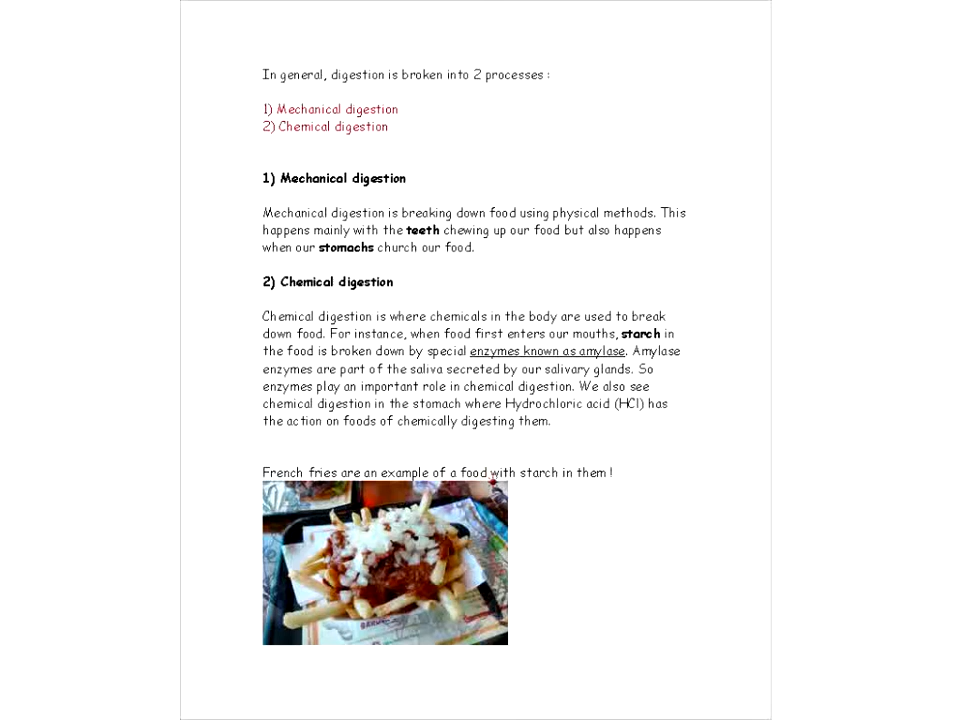 In general, digestion is broken into 2 processes :
1) Mechanical digestion
2) Chemical digestion
1) Mechanical digestion
Mechanical digestion is breaking down food using physical methods. This
happens mainly with the teeth chewing up our food but also happens
when our stomachs church our food.
2) Chemical digestion
Chemical digestion is where chemicals in the body are used to break
down food. For instance, when food first enters our mouths, starch in
the food is broken down by special enzymes known as amylase. Amylase
enzymes are part of the saliva secreted by our salivary glands. So
enzymes play an important role in chemical digestion. We also see
chemical digestion in the stomach where Hydrochloric acid (HCl) has
the action on foods of chemically digesting them.
French fries are an example of a food with starch in them !